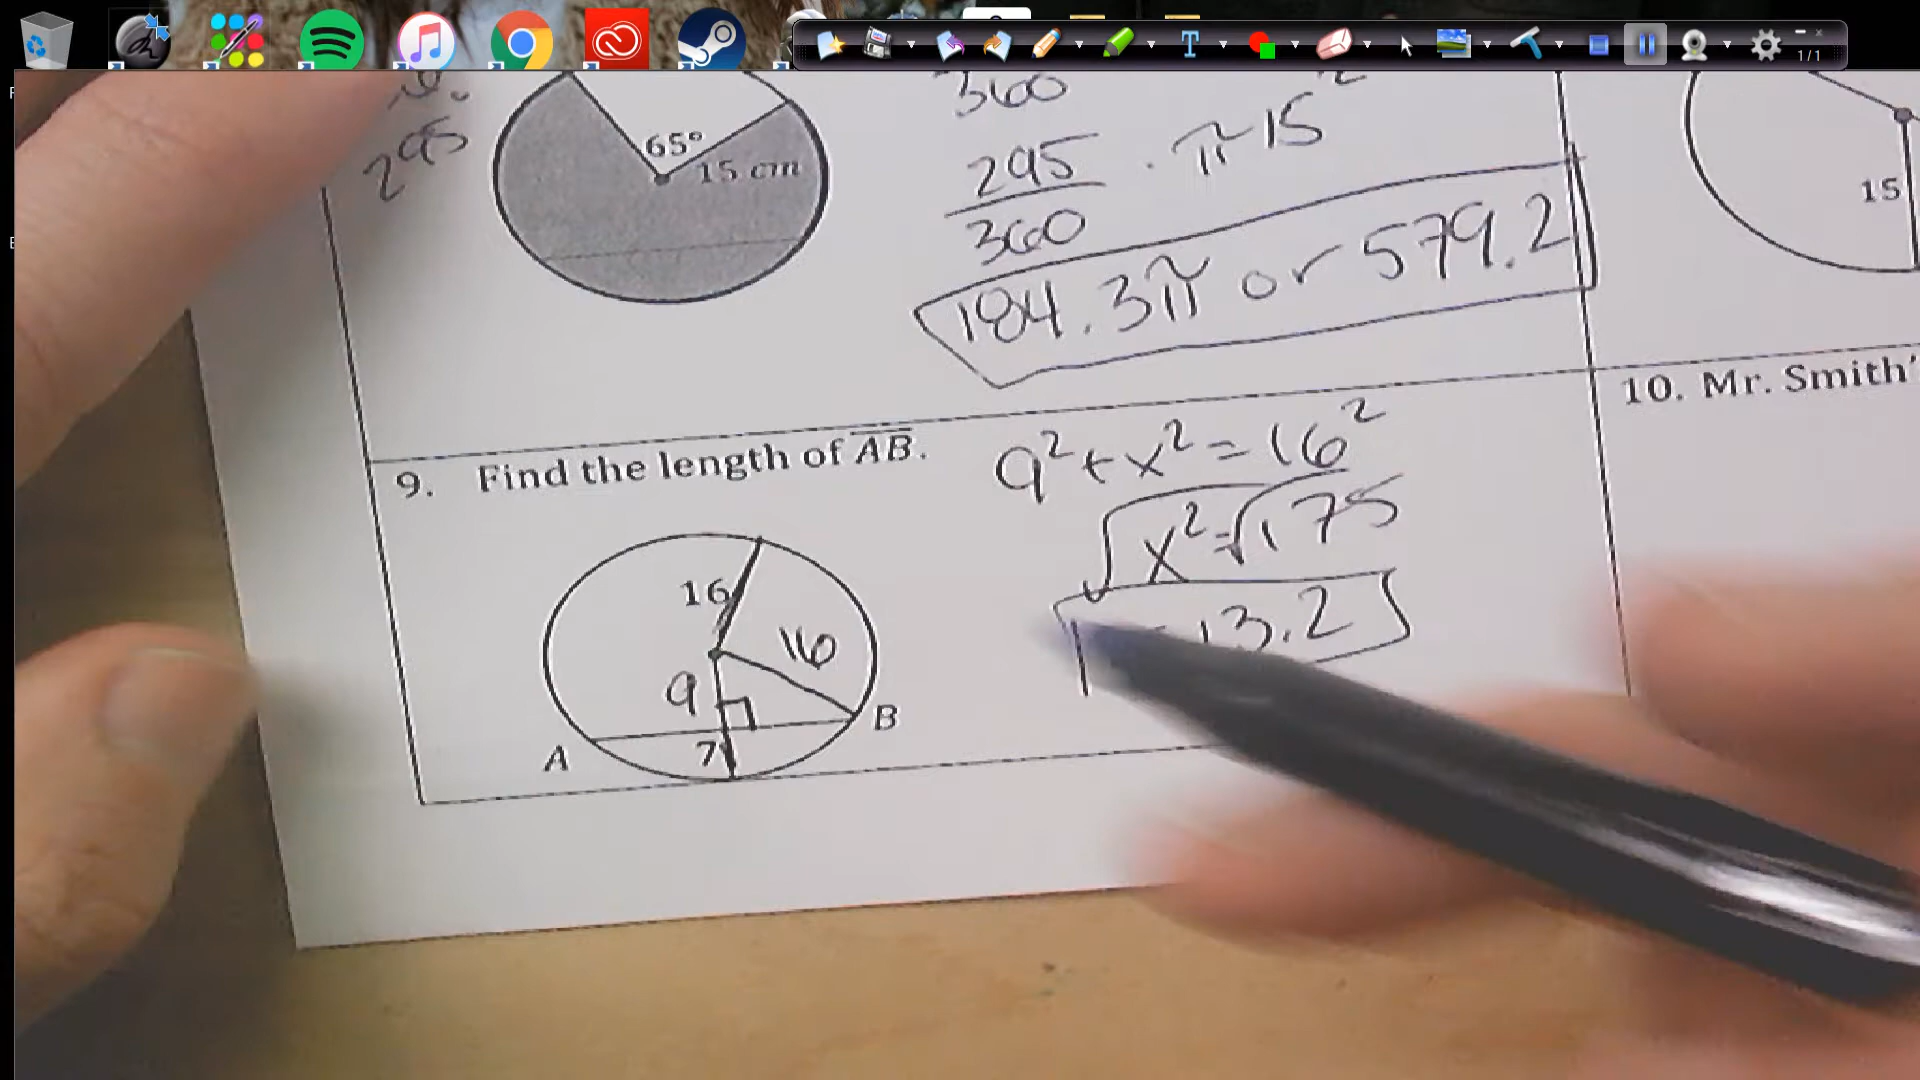 1/1
360
295
65°
15 cm
295
360
· π 15²
184.3π or 579.2
15
10. Mr. Smith'
9. Find the length of AB.
9² + x² = 16²
√x² = √175
= 13.2
16
16
9
7
A
B